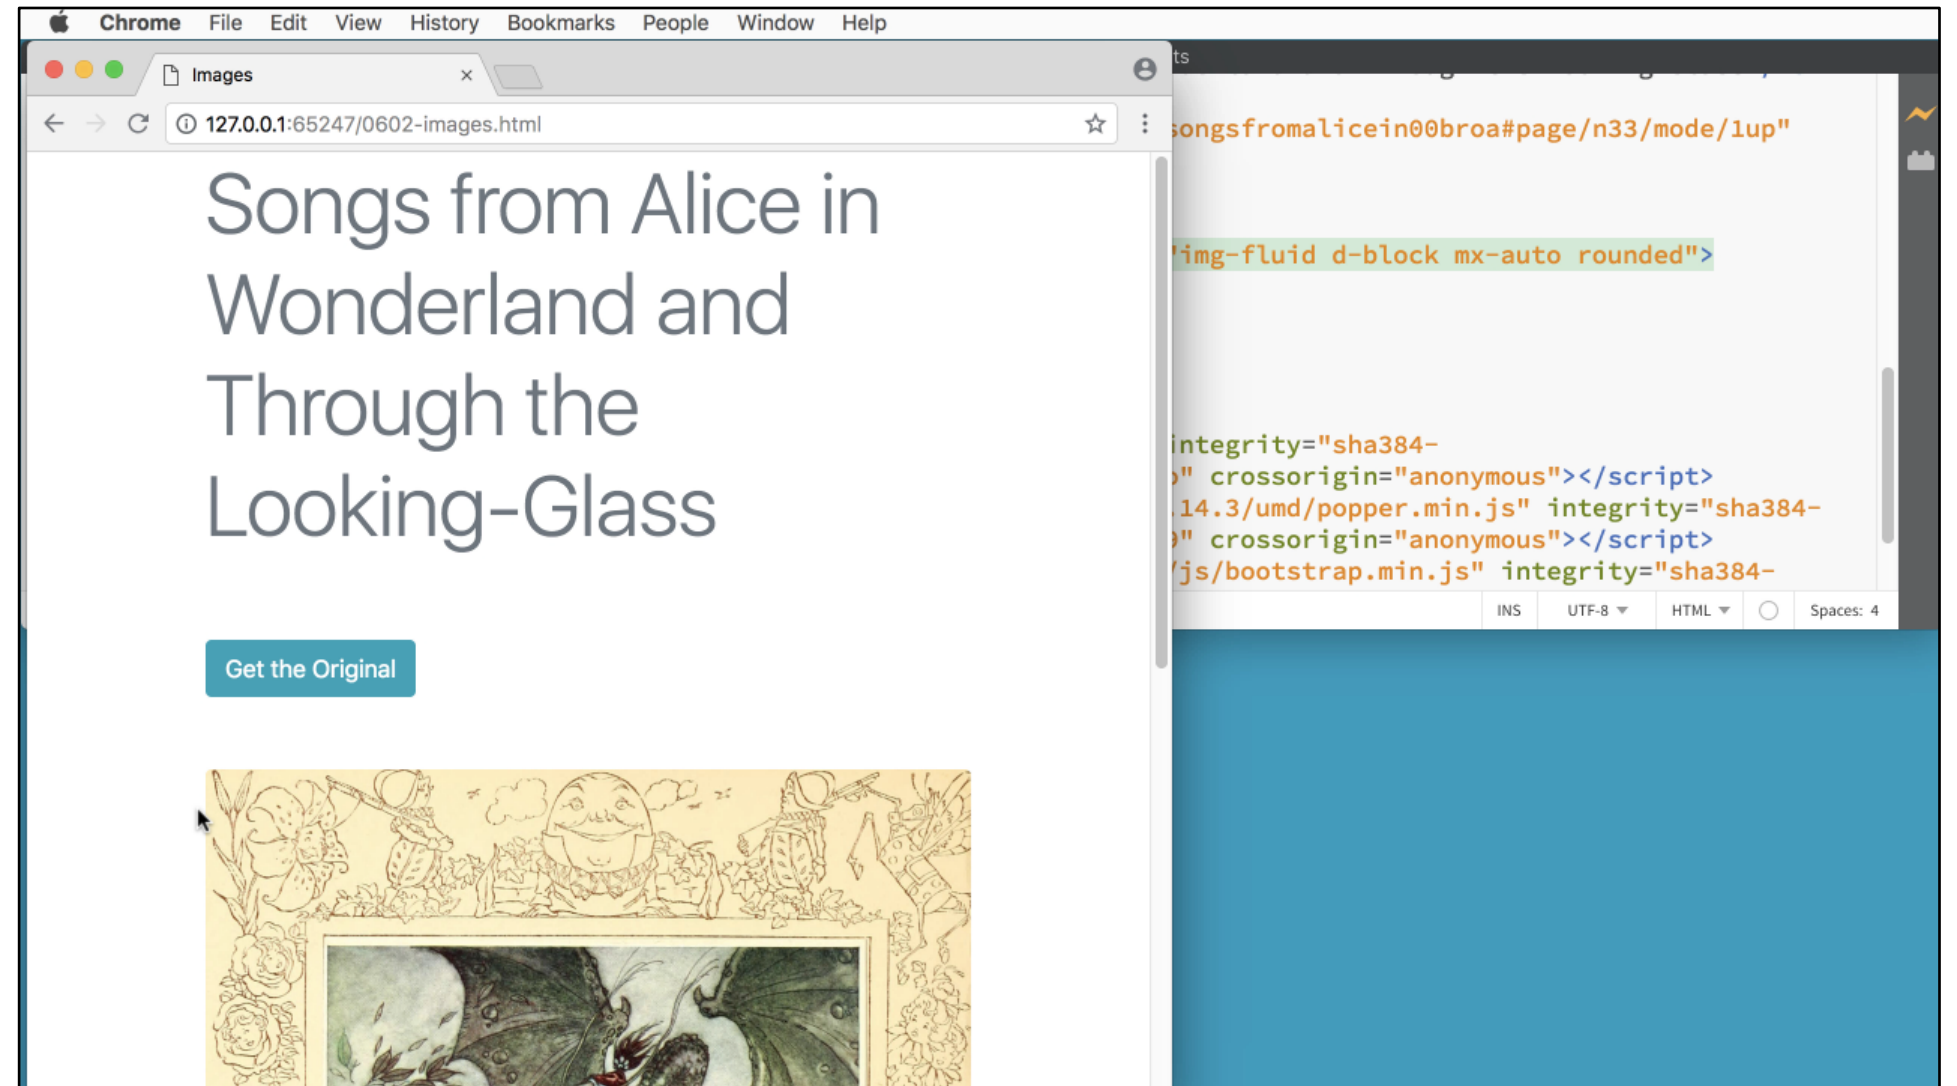 Chrome File Edit View History Bookmarks People Window Help
Images
127.0.0.1:65247/0602-images.html
Songs from Alice in
Wonderland and
Through the
Looking-Glass
Get the Original
ts
songsfromalicein00broa#page/n33/mode/1up"
"img-fluid d-block mx-auto rounded">
integrity="sha384-
" crossorigin="anonymous"></script>
.14.3/umd/popper.min.js" integrity="sha384-
" crossorigin="anonymous"></script>
/js/bootstrap.min.js" integrity="sha384-
INS UTF-8 HTML Spaces: 4